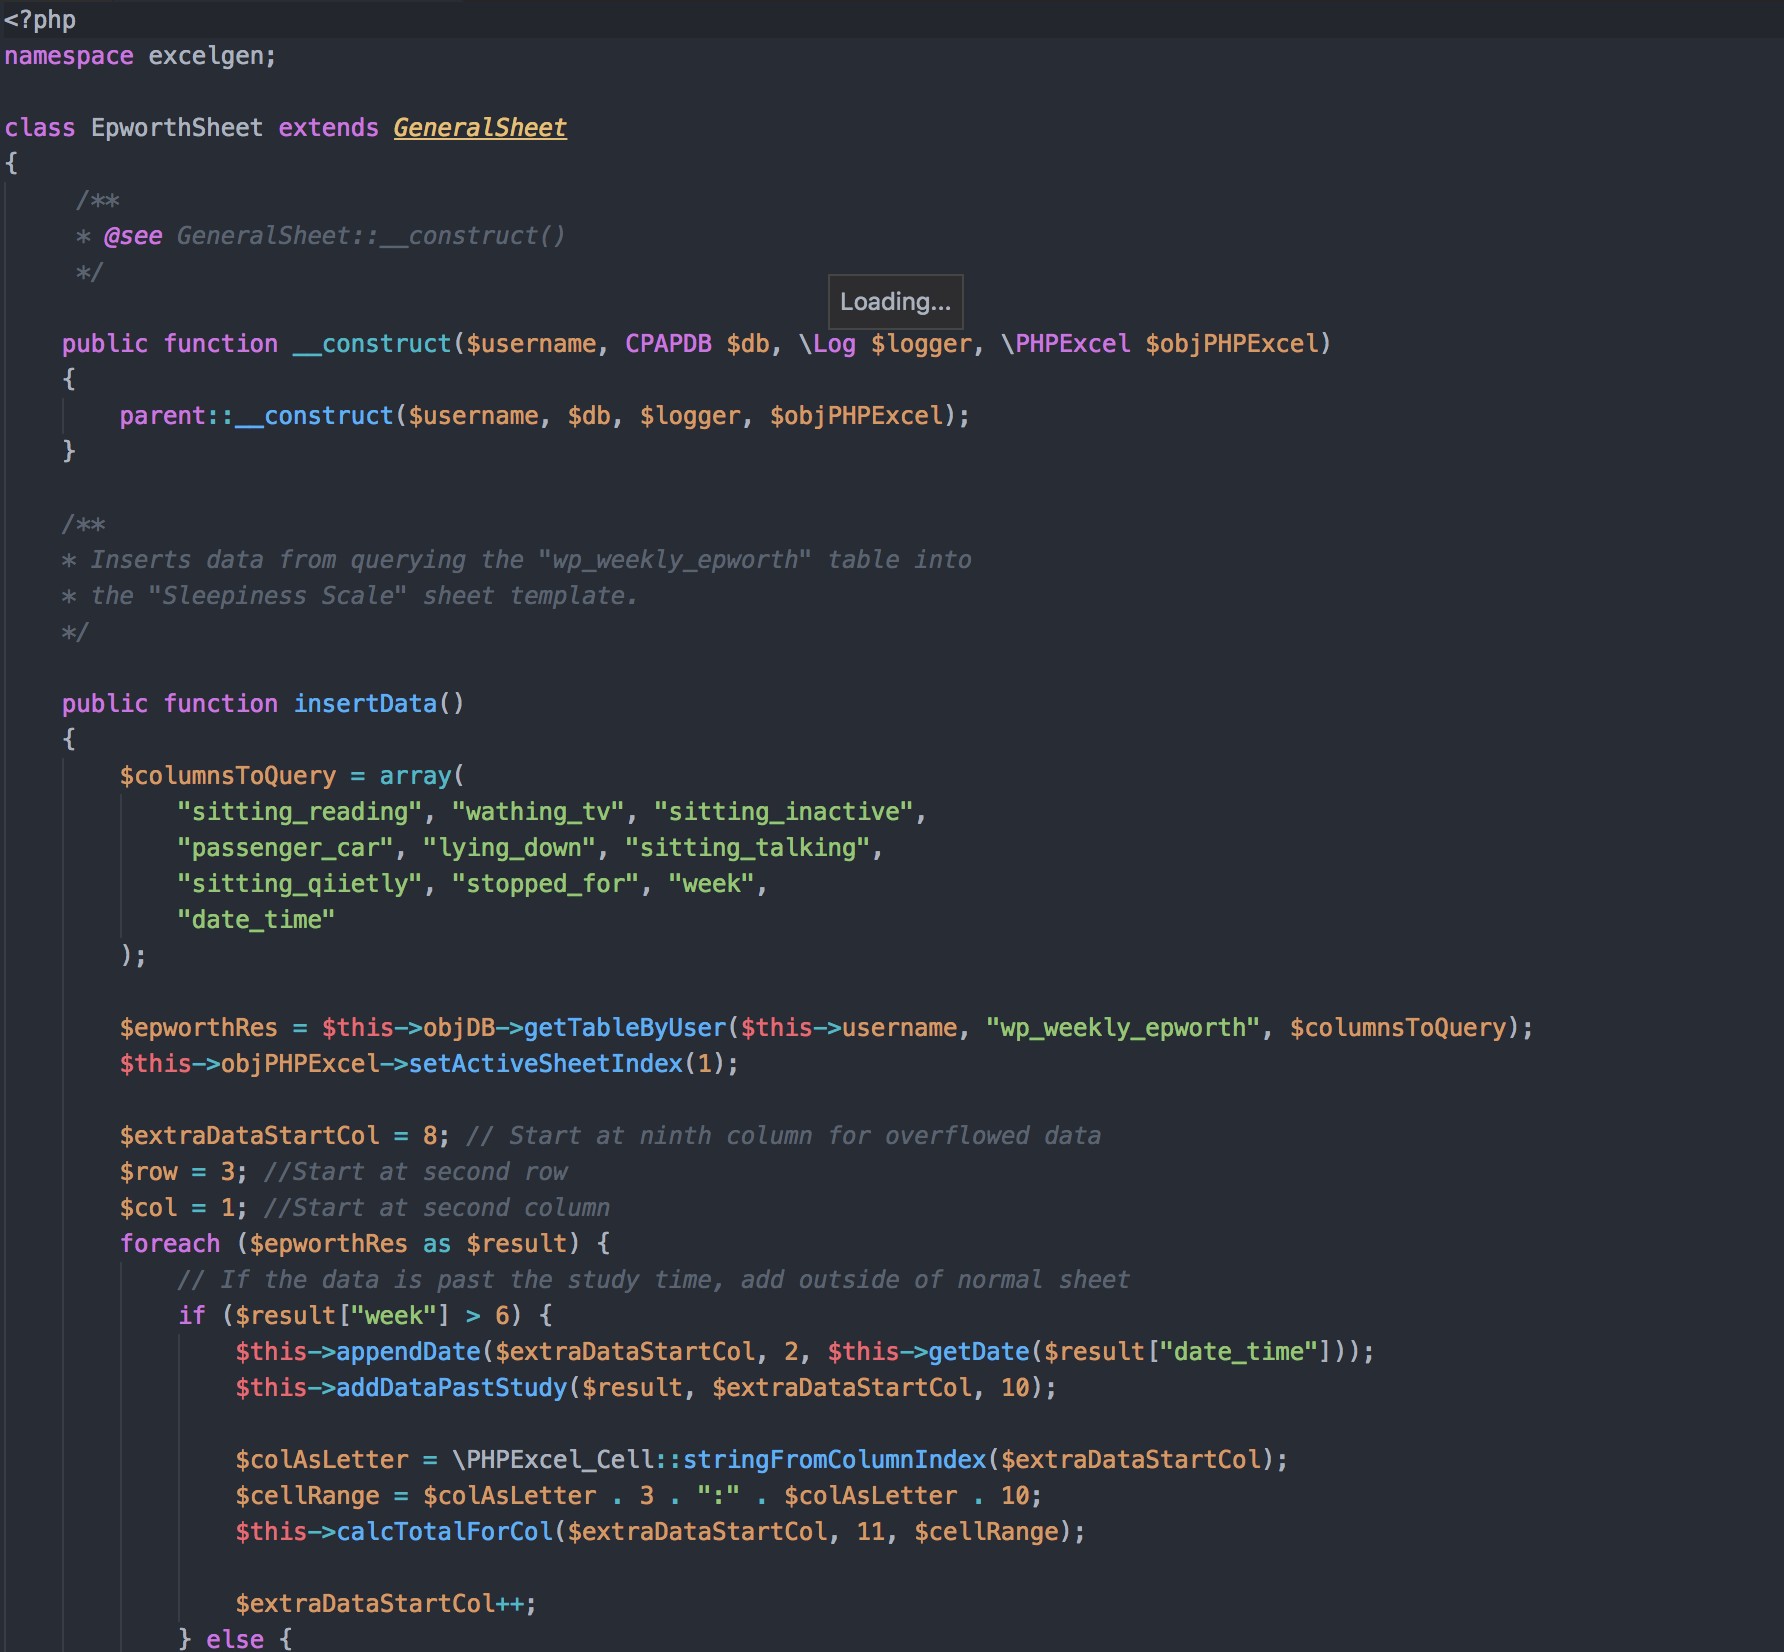 <?php
namespace excelgen;
class EpworthSheet extends GeneralSheet
{
/**
* @see GeneralSheet::__construct()
*/
Loading...
public function __construct($username, CPAPDB $db, \Log $logger, \PHPExcel $objPHPExcel)
{
parent::__construct($username, $db, $logger, $objPHPExcel);
}
/**
* Inserts data from querying the "wp_weekly_epworth" table into
* the "Sleepiness Scale" sheet template.
*/
public function insertData()
{
$columnsToQuery = array(
"sitting_reading", "wathing_tv", "sitting_inactive",
"passenger_car", "lying_down", "sitting_talking",
"sitting_qiietly", "stopped_for", "week",
"date_time"
);
$epworthRes = $this->objDB->getTableByUser($this->username, "wp_weekly_epworth", $columnsToQuery);
$this->objPHPExcel->setActiveSheetIndex(1);
$extraDataStartCol = 8; // Start at ninth column for overflowed data
$row = 3; //Start at second row
$col = 1; //Start at second column
foreach ($epworthRes as $result) {
// If the data is past the study time, add outside of normal sheet
if ($result["week"] > 6) {
$this->appendDate($extraDataStartCol, 2, $this->getDate($result["date_time"]));
$this->addDataPastStudy($result, $extraDataStartCol, 10);
$colAsLetter = \PHPExcel_Cell::stringFromColumnIndex($extraDataStartCol);
$cellRange = $colAsLetter . 3 . ":" . $colAsLetter . 10;
$this->calcTotalForCol($extraDataStartCol, 11, $cellRange);
$extraDataStartCol++;
} else {